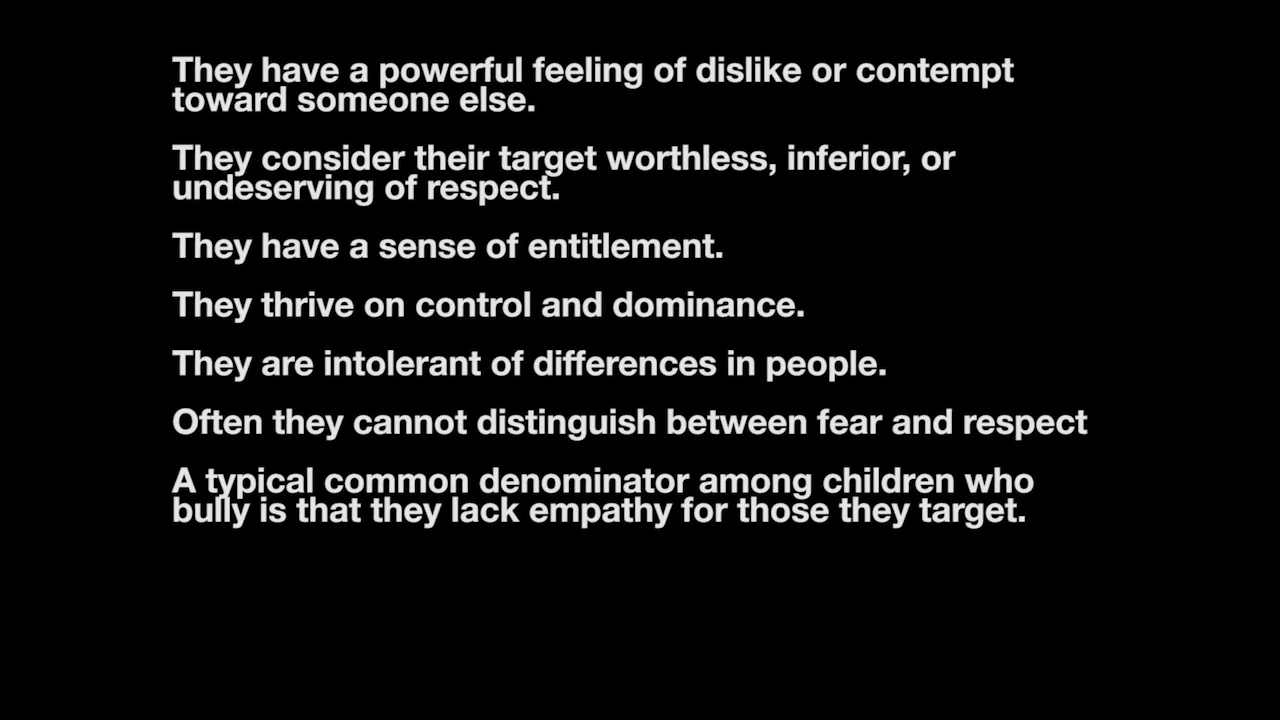 They have a powerful feeling of dislike or contempt
toward someone else.
They consider their target worthless, inferior, or
undeserving of respect.
They have a sense of entitlement.
They thrive on control and dominance.
They are intolerant of differences in people.
Often they cannot distinguish between fear and respect
A typical common denominator among children who
bully is that they lack empathy for those they target.